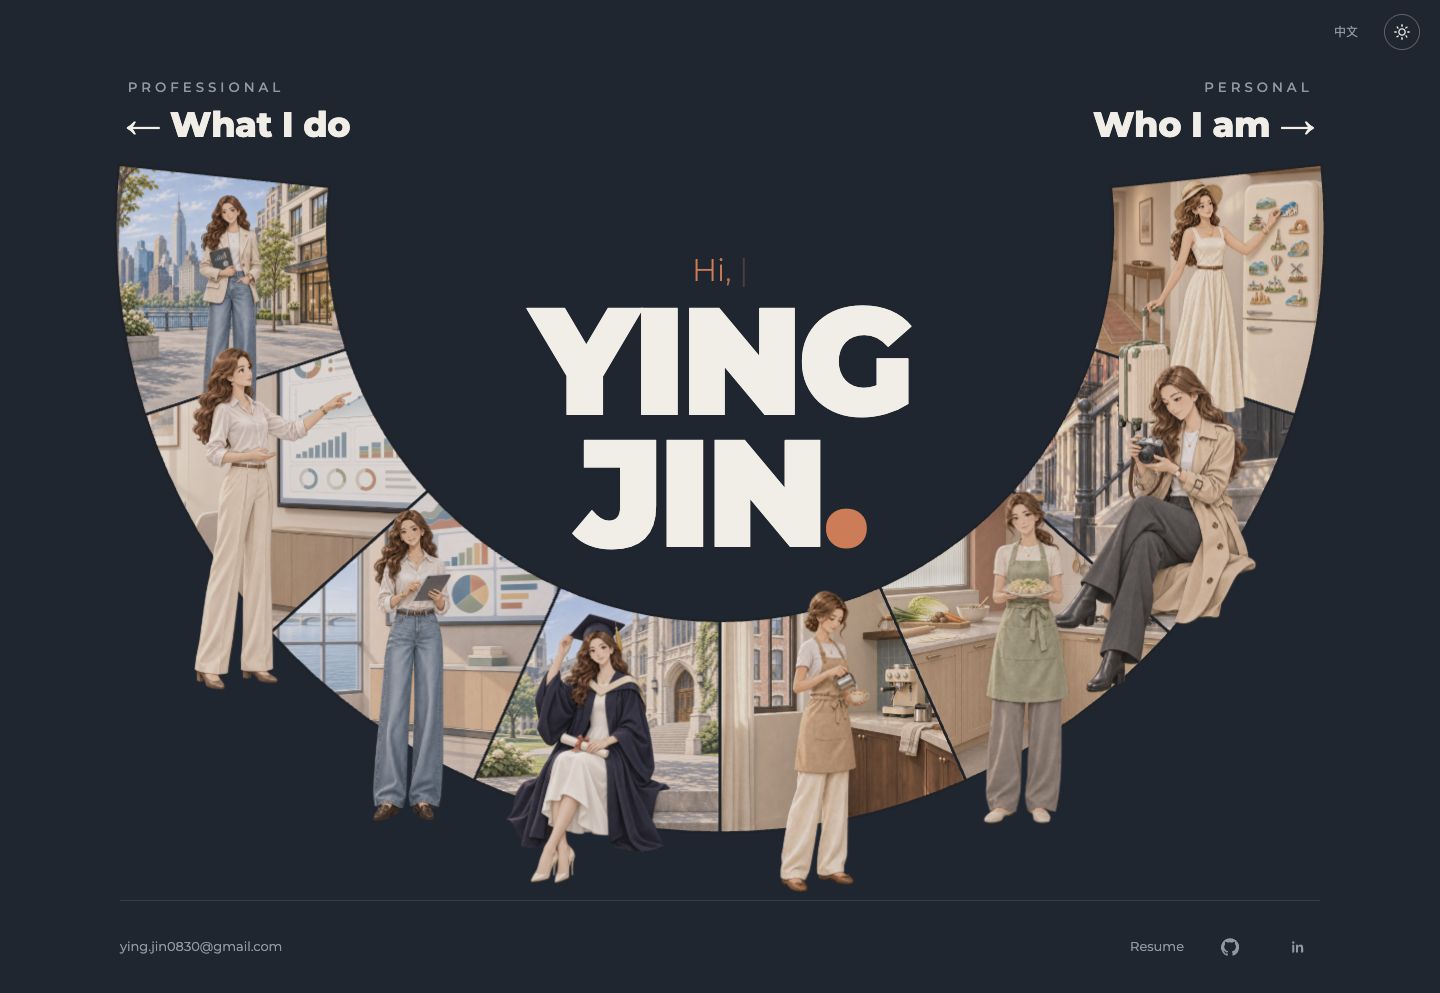 中文
PROFESSIONAL
← What I do
PERSONAL
Who I am →
Hi,
YING
JIN.
ying.jin0830@gmail.com
Resume
in